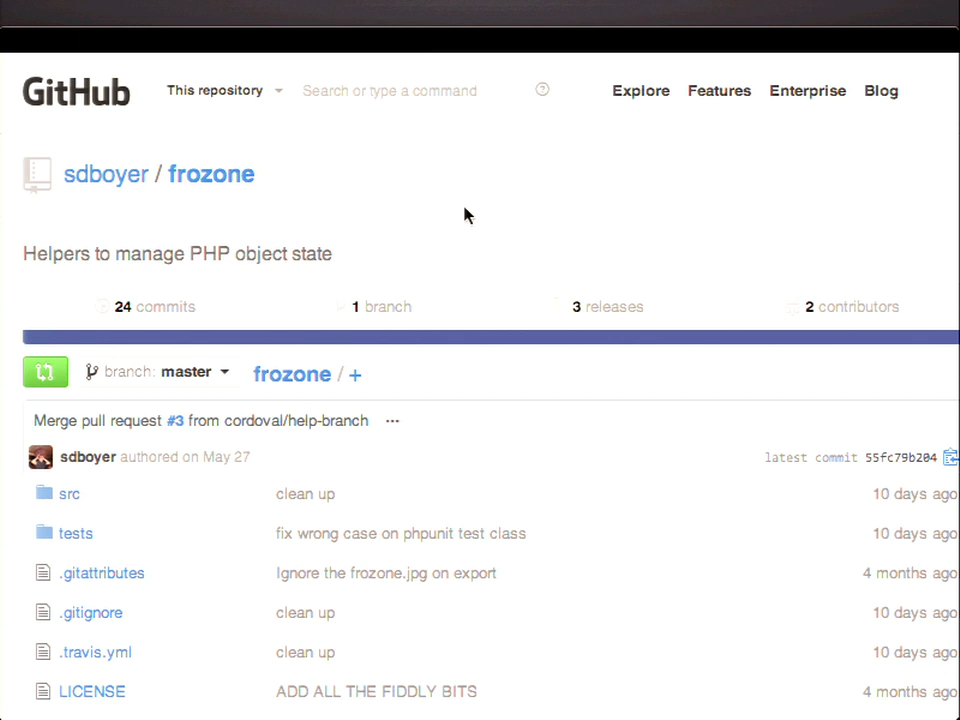 GitHub This repository Search or type a command Explore Features Enterprise Blog
sdboyer / frozone
Helpers to manage PHP object state
24 commits 1 branch 3 releases 2 contributors
branch: master frozone / +
Merge pull request #3 from cordoval/help-branch ...
sdboyer authored on May 27 latest commit 55fc79b204
src clean up 10 days ago
tests fix wrong case on phpunit test class 10 days ago
.gitattributes Ignore the frozone.jpg on export 4 months ago
.gitignore clean up 10 days ago
.travis.yml clean up 10 days ago
LICENSE ADD ALL THE FIDDLY BITS 4 months ago